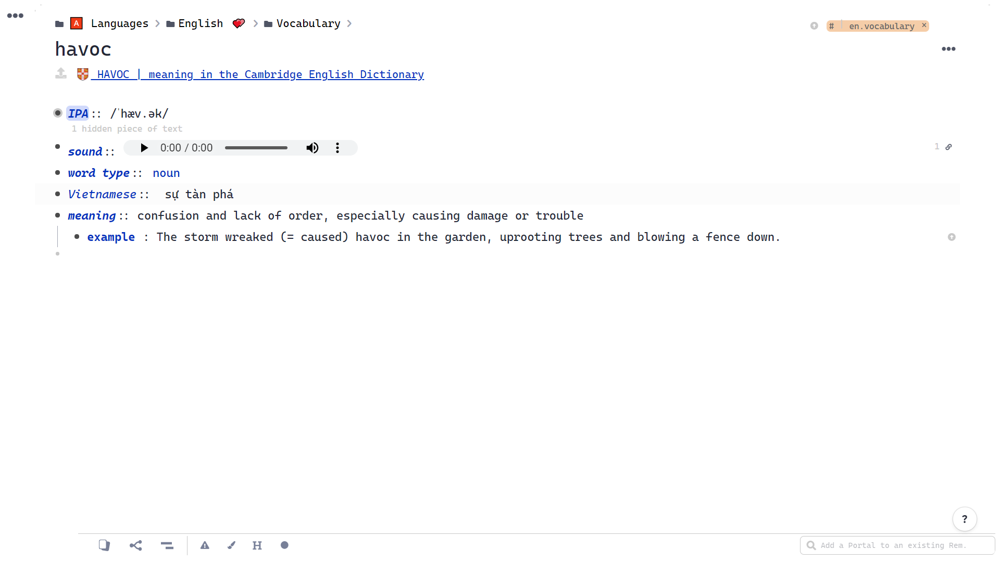 A Languages > English > Vocabulary >
# en.vocabulary ×
havoc
HAVOC | meaning in the Cambridge English Dictionary
IPA:: /ˈhæv.ək/
1 hidden piece of text
sound:: 0:00 / 0:00
1
word type:: noun
Vietnamese:: sự tàn phá
meaning:: confusion and lack of order, especially causing damage or trouble
example : The storm wreaked (= caused) havoc in the garden, uprooting trees and blowing a fence down.
?
H
Add a Portal to an existing Rem.